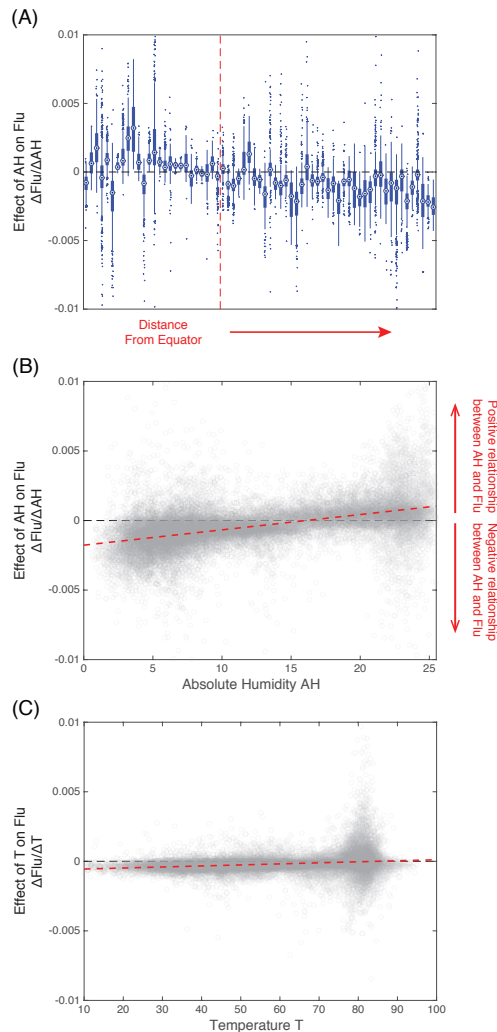 (A)
0.01
0.005
0
-0.005
-0.01
Effect of AH on Flu
ΔFlu/ΔAH
Distance
From Equator
(B)
0.01
0.005
0
-0.005
-0.01
Effect of AH on Flu
ΔFlu/ΔAH
0 5 10 15 20 25
Absolute Humidity AH
Positive relationship
between AH and Flu
Negative relationship
between AH and Flu
(C)
0.01
0.005
0
-0.005
-0.01
Effect of T on Flu
ΔFlu/ΔT
10 20 30 40 50 60 70 80 90 100
Temperature T